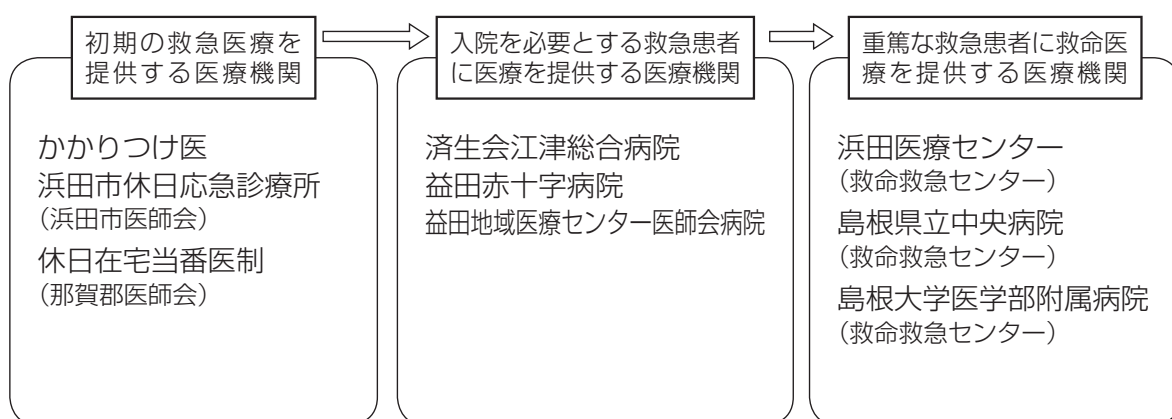 初期の救急医療を
提供する医療機関
かかりつけ医
浜田市休日応急診療所
（浜田市医師会）
休日在宅当番医制
（那賀郡医師会）
入院を必要とする救急患者
に医療を提供する医療機関
済生会江津総合病院
益田赤十字病院
益田地域医療センター医師会病院
重篤な救急患者に救命医
療を提供する医療機関
浜田医療センター
（救命救急センター）
島根県立中央病院
（救命救急センター）
島根大学医学部附属病院
（救命救急センター）